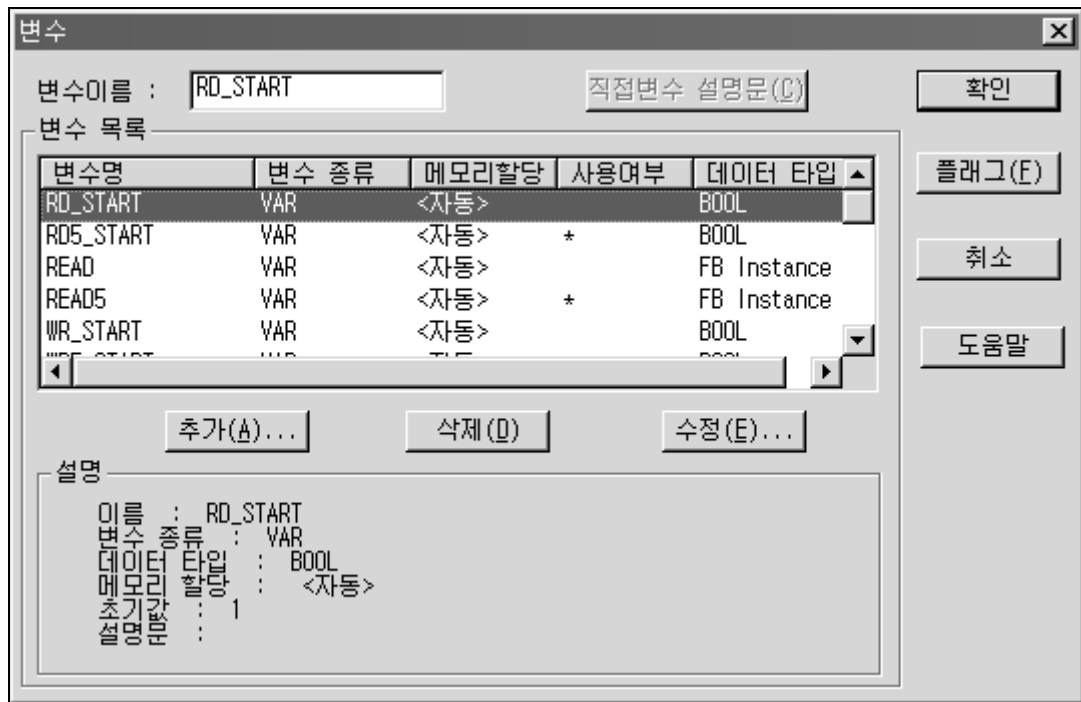 변수
변수이름 : RD_START 직접변수 설명문(C) 확인
변수 목록
변수명 변수 종류 메모리할당 사용여부 데이터 타입 플래그(F)
RD_START VAR <자동> BOOL
RD5_START VAR <자동> * BOOL
READ VAR <자동> FB Instance 취소
READ5 VAR <자동> * FB Instance
WR_START VAR <자동> BOOL
도움말
추가(A)... 삭제(D) 수정(E)...
설명
이름 : RD_START
변수 종류 : VAR
데이터 타입 : BOOL
메모리 할당 : <자동>
초기값 : 1
설명문 :